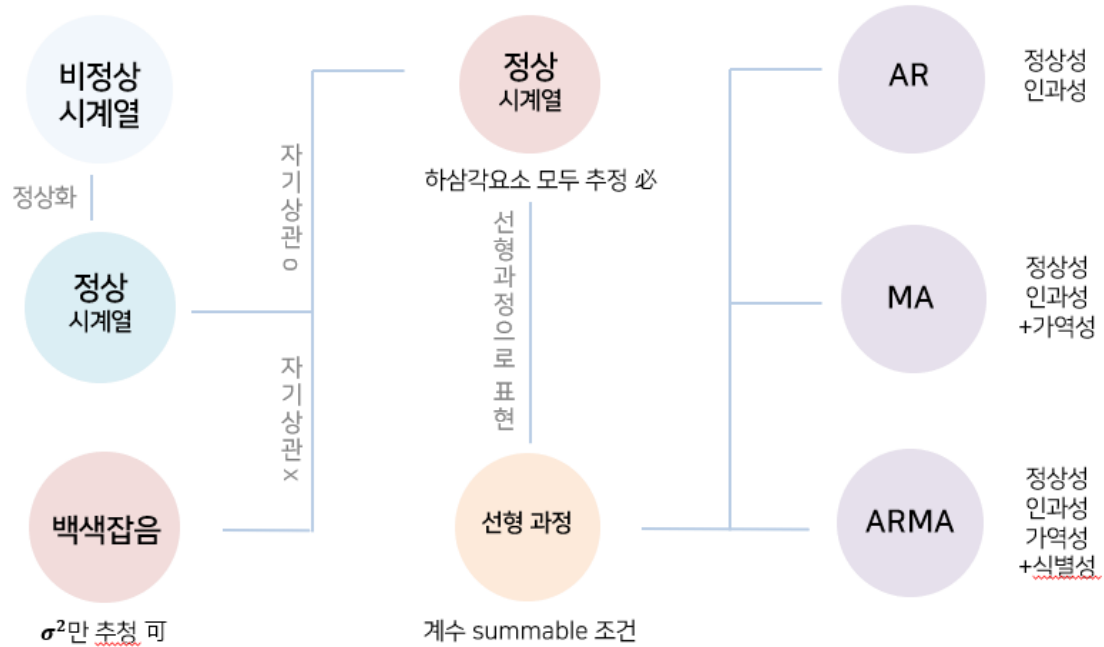 비정상
시계열
정상화
정상
시계열
백색잡음
𝝈²만 추청 可
자기상관ㅇ
자기상관×
정상
시계열
하삼각요소 모두 추정 必
선형과정으로 표현
선형 과정
계수 summable 조건
AR
정상성
인과성
MA
정상성
인과성
+가역성
ARMA
정상성
인과성
가역성
+식별성